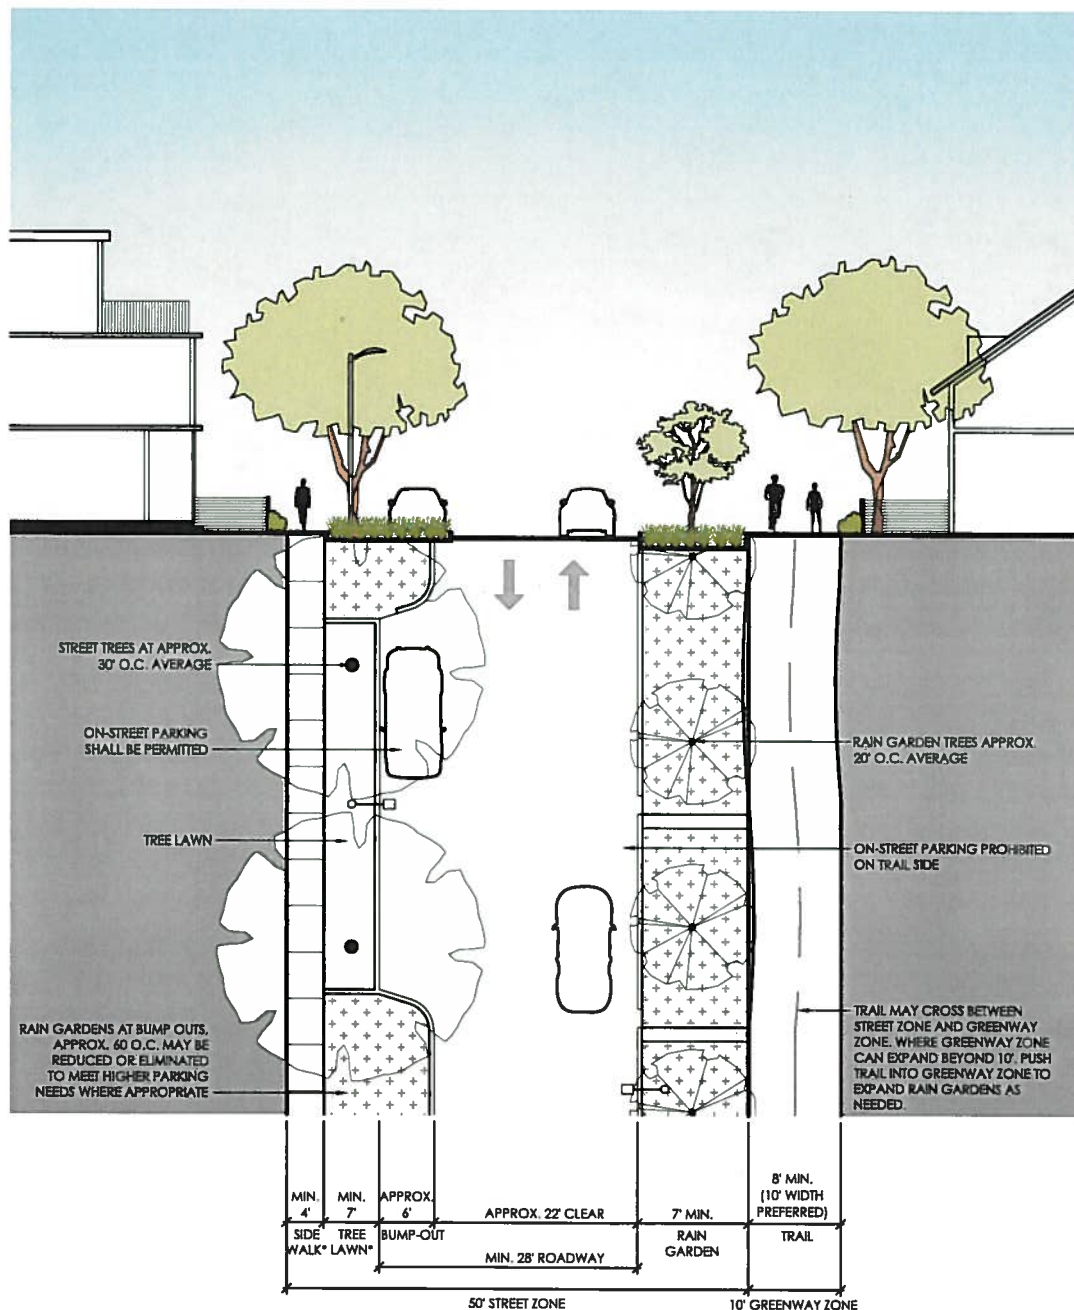 STREET TREES AT APPROX.
30' O.C. AVERAGE
ON-STREET PARKING
SHALL BE PERMITTED
TREE LAWN
RAIN GARDENS AT BUMP OUTS,
APPROX. 60 O.C. MAY BE
REDUCED OR ELIMINATED
TO MEET HIGHER PARKING
NEEDS WHERE APPROPRIATE
RAIN GARDEN TREES APPROX.
20' O.C. AVERAGE
ON-STREET PARKING PROHIBITED
ON TRAIL SIDE
TRAIL MAY CROSS BETWEEN
STREET ZONE AND GREENWAY
ZONE. WHERE GREENWAY ZONE
CAN EXPAND BEYOND 10'. PUSH
TRAIL INTO GREENWAY ZONE TO
EXPAND RAIN GARDENS AS
NEEDED.
MIN.
4'
SIDE
WALK*
MIN.
7'
TREE
LAWN*
APPROX.
6'
BUMP-OUT
APPROX. 22' CLEAR
MIN. 28' ROADWAY
7' MIN.
RAIN
GARDEN
8' MIN.
(10' WIDTH
PREFERRED)
TRAIL
50' STREET ZONE
10' GREENWAY ZONE